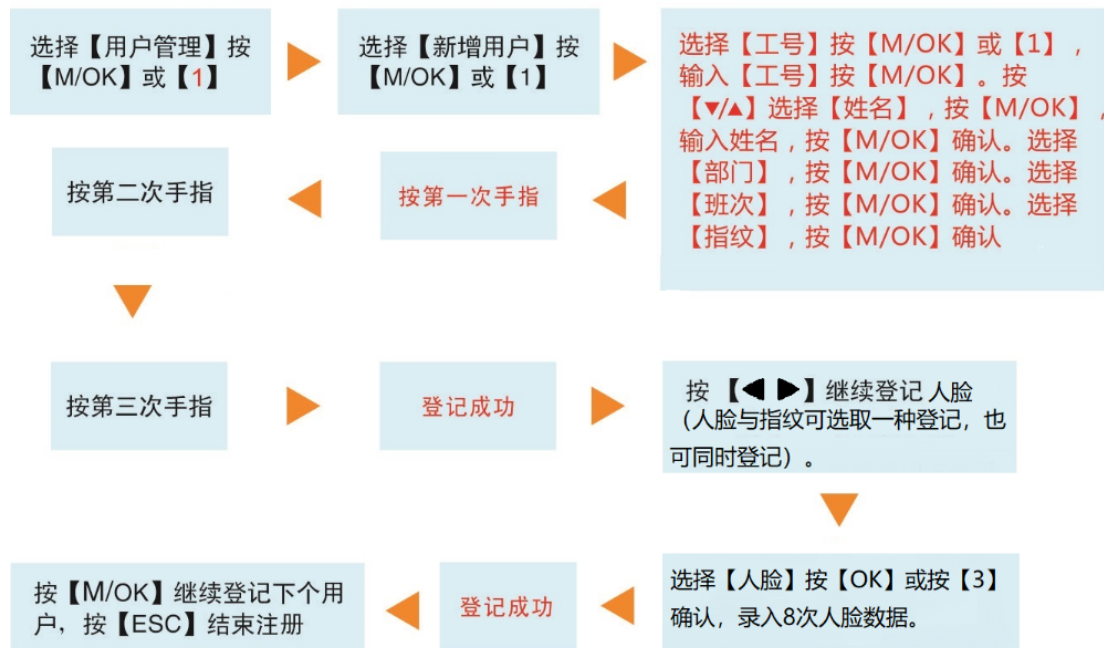 选择【用户管理】按
【M/OK】或【1】
选择【新增用户】按
【M/OK】或【1】
选择【工号】按【M/OK】或【1】，
输入【工号】按【M/OK】。按
【▼/▲】选择【姓名】，按【M/OK】，
输入姓名，按【M/OK】确认。选择
【部门】，按【M/OK】确认。选择
【班次】，按【M/OK】确认。选择
【指纹】，按【M/OK】确认
按第一次手指
按第二次手指
按第三次手指
登记成功
按【◀ ▶】继续登记人脸
（人脸与指纹可选取一种登记，也
可同时登记）。
选择【人脸】按【OK】或按【3】
确认，录入8次人脸数据。
登记成功
按【M/OK】继续登记下个用
户，按【ESC】结束注册